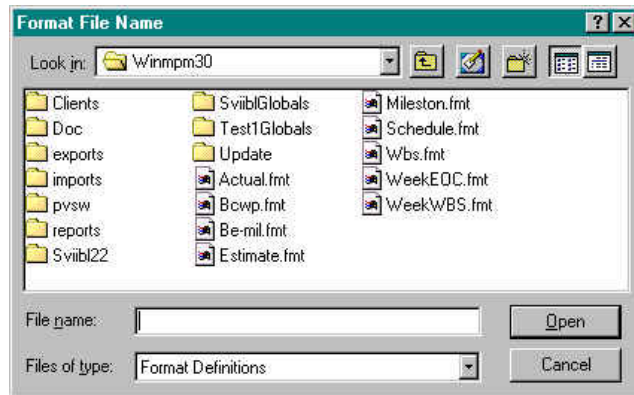 Format File Name
Look in: Winmpm30
Clients
Doc
exports
imports
pvsw
reports
Sviibl22
SviiblGlobals
Test1Globals
Update
Actual.fmt
Bcwp.fmt
Be-mil.fmt
Estimate.fmt
Mileston.fmt
Schedule.fmt
Wbs.fmt
WeekEOC.fmt
WeekWBS.fmt
File name:
Open
Files of type: Format Definitions
Cancel